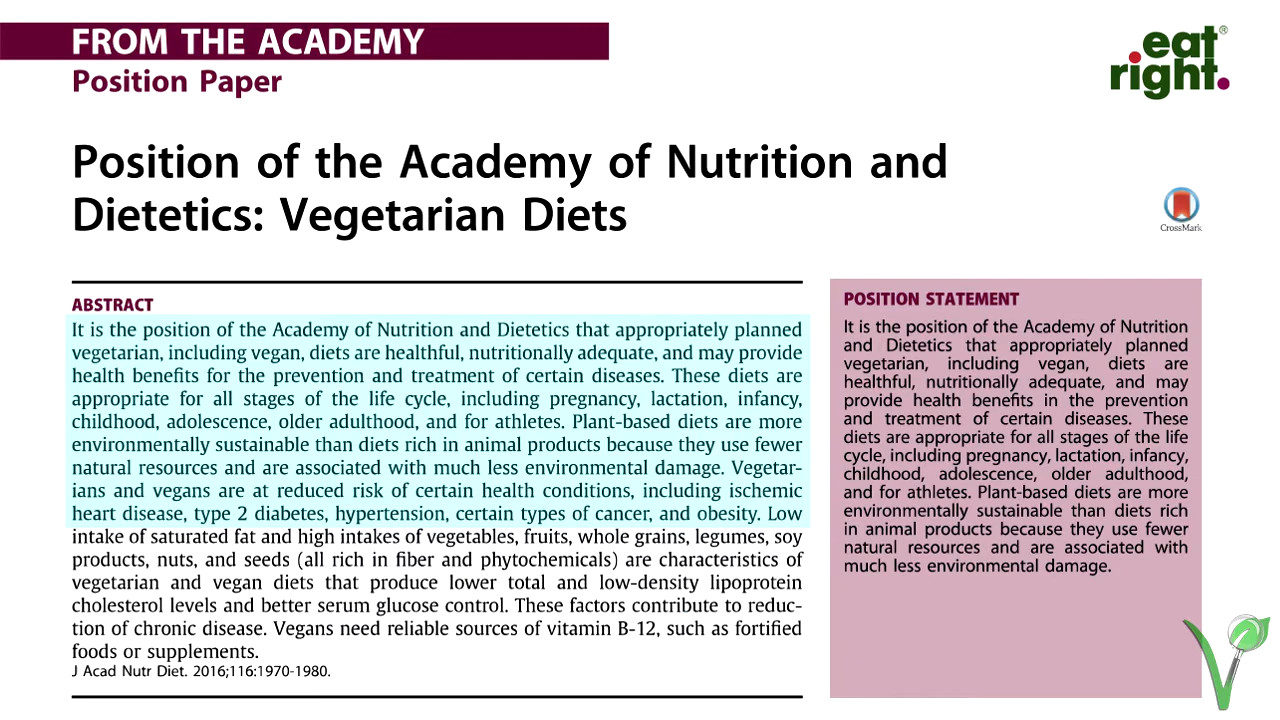 FROM THE ACADEMY
Position Paper
eat
right.
®
Position of the Academy of Nutrition and
Dietetics: Vegetarian Diets
CrossMark
ABSTRACT
It is the position of the Academy of Nutrition and Dietetics that appropriately planned
vegetarian, including vegan, diets are healthful, nutritionally adequate, and may provide
health benefits for the prevention and treatment of certain diseases. These diets are
appropriate for all stages of the life cycle, including pregnancy, lactation, infancy,
childhood, adolescence, older adulthood, and for athletes. Plant-based diets are more
environmentally sustainable than diets rich in animal products because they use fewer
natural resources and are associated with much less environmental damage. Vegetar-
ians and vegans are at reduced risk of certain health conditions, including ischemic
heart disease, type 2 diabetes, hypertension, certain types of cancer, and obesity. Low
intake of saturated fat and high intakes of vegetables, fruits, whole grains, legumes, soy
products, nuts, and seeds (all rich in fiber and phytochemicals) are characteristics of
vegetarian and vegan diets that produce lower total and low-density lipoprotein
cholesterol levels and better serum glucose control. These factors contribute to reduc-
tion of chronic disease. Vegans need reliable sources of vitamin B-12, such as fortified
foods or supplements.
J Acad Nutr Diet. 2016;116:1970-1980.
POSITION STATEMENT
It is the position of the Academy of Nutrition
and Dietetics that appropriately planned
vegetarian, including vegan, diets are
healthful, nutritionally adequate, and may
provide health benefits in the prevention
and treatment of certain diseases. These
diets are appropriate for all stages of the life
cycle, including pregnancy, lactation, infancy,
childhood, adolescence, older adulthood,
and for athletes. Plant-based diets are more
environmentally sustainable than diets rich
in animal products because they use fewer
natural resources and are associated with
much less environmental damage.